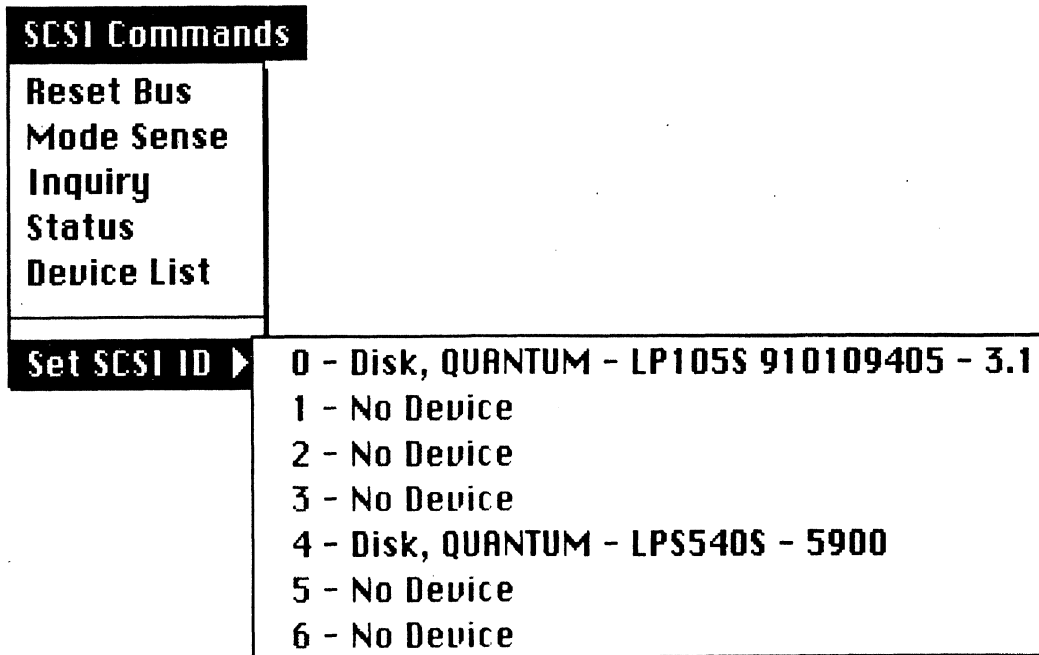 SCSI Commands
Reset Bus
Mode Sense
Inquiry
Status
Device List
Set SCSI ID ▶
0 - Disk, QUANTUM - LP105S 910109405 - 3.1
1 - No Device
2 - No Device
3 - No Device
4 - Disk, QUANTUM - LPS540S - 5900
5 - No Device
6 - No Device